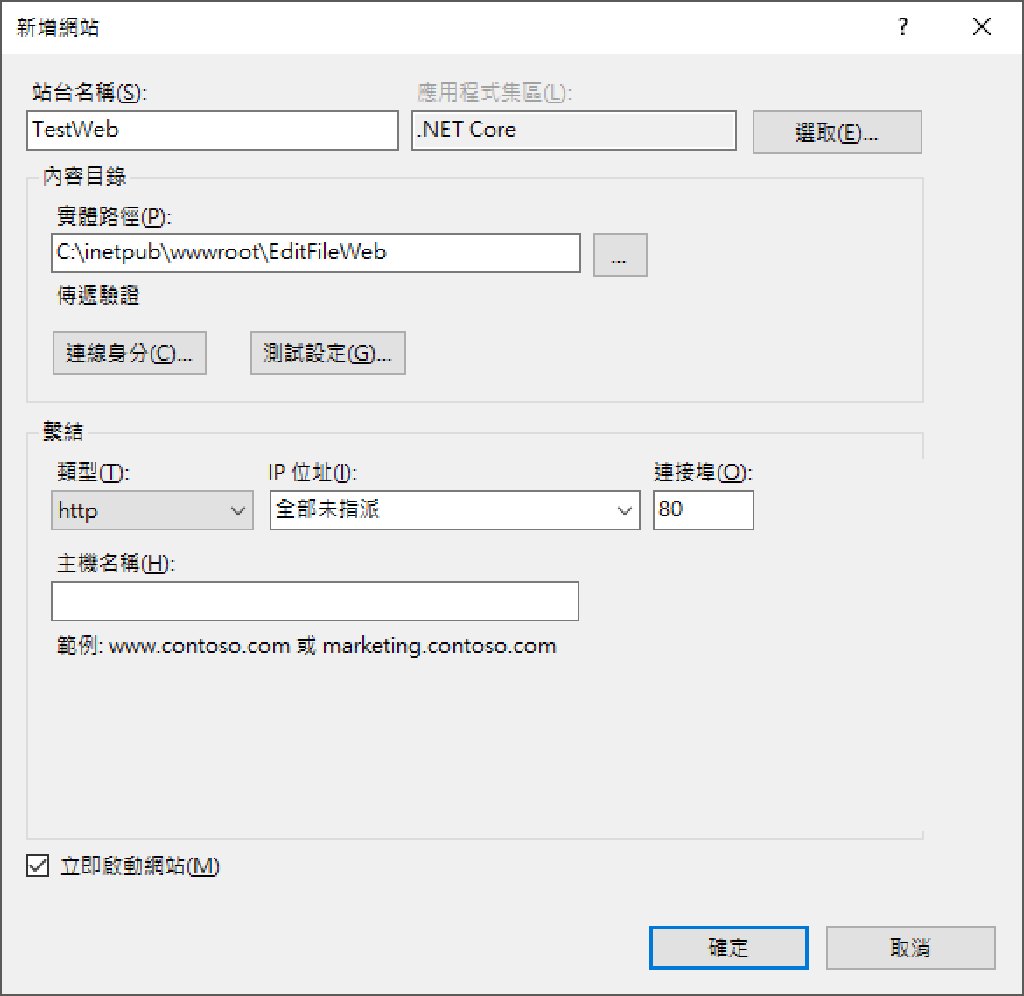 新增網站
?
站台名稱(S):
應用程式集區(L):
TestWeb
.NET Core
選取(E)...
內容目錄
實體路徑(P):
C:\inetpub\wwwroot\EditFileWeb
...
傳遞驗證
連線身分(C)...
測試設定(G)...
繫結
類型(T):
IP 位址(I):
連接埠(O):
http
全部未指派
80
主機名稱(H):
範例: www.contoso.com 或 marketing.contoso.com
立即啟動網站(M)
確定
取消